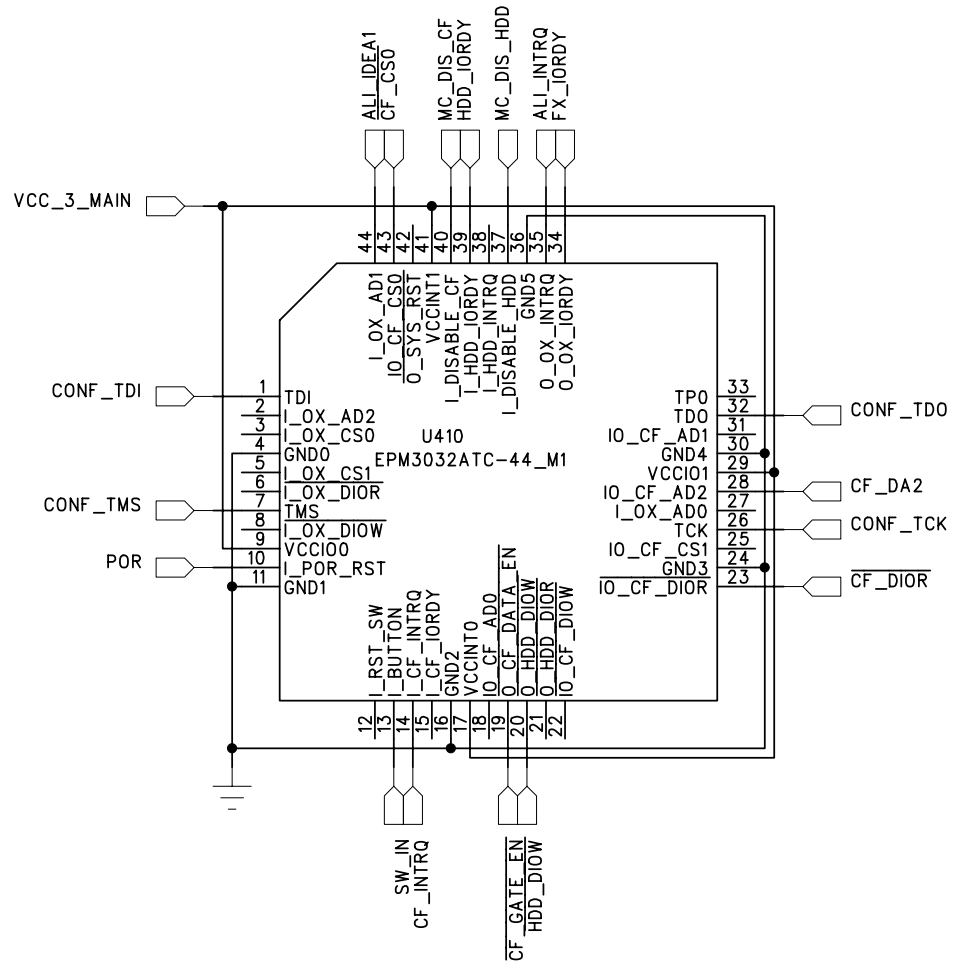 ALI_IDEA1
CF_CS0
MC_DIS_CF
HDD_IORDY
MC_DIS_HDD
ALI_INTRQ
FX_IORDY
VCC_3_MAIN
44
43
42
41
40
39
38
37
36
35
34
I_OX_AD1
IO_CF_CS0
O_SYS_RST
VCCINT1
I_DISABLE_CF
I_HDD_IORDY
I_HDD_INTRQ
I_DISABLE_HDD
GND5
O_OX_INTRQ
O_OX_IORDY
CONF_TDI
1 TDI
2 I_OX_AD2
3 I_OX_CS0
4 GND0
5 I_OX_CS1
6 I_OX_DIOR
CONF_TMS
7 TMS
8 I_OX_DIOW
9 VCCIO0
POR
10 I_POR_RST
11 GND1
U410
EPM3032ATC-44_M1
TP0 33
TDO 32 CONF_TDO
IO_CF_AD1 31
GND4 30
VCCIO1 29
IO_CF_AD2 28 CF_DA2
I_OX_AD0 27
TCK 26 CONF_TCK
IO_CF_CS1 25
GND3 24
IO_CF_DIOR 23 CF_DIOR
I_RST_SW
I_BUTTON
I_CF_INTRQ
I_CF_IORDY
GND2
VCCINT0
IO_CF_AD0
O_CF_DATA_EN
O_HDD_DIOW
O_HDD_DIOR
IO_CF_DIOW
12
13
14
15
16
17
18
19
20
21
22
SW_IN
CF_INTRQ
CF_GATE_EN
HDD_DIOW